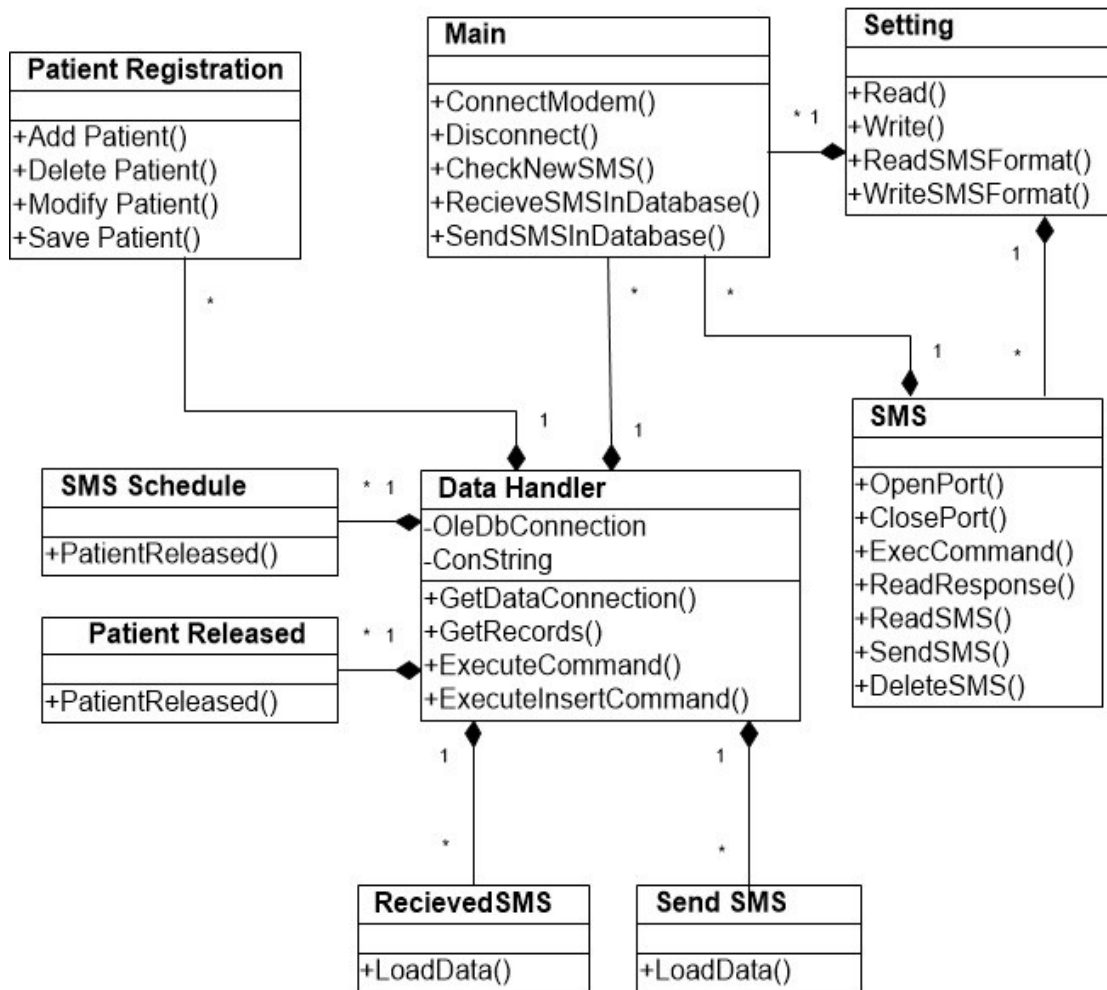 Patient Registration
+Add Patient()
+Delete Patient()
+Modify Patient()
+Save Patient()
*
Main
+ConnectModem()
+Disconnect()
+CheckNewSMS()
+RecieveSMSInDatabase()
+SendSMSInDatabase()
* 1
Setting
+Read()
+Write()
+ReadSMSFormat()
+WriteSMSFormat()
*
*
1
1
*
1
1
SMS
+OpenPort()
+ClosePort()
+ExecCommand()
+ReadResponse()
+ReadSMS()
+SendSMS()
+DeleteSMS()
SMS Schedule
+PatientReleased()
* 1
Patient Released
+PatientReleased()
* 1
Data Handler
-OleDbConnection
-ConString
+GetDataConnection()
+GetRecords()
+ExecuteCommand()
+ExecuteInsertCommand()
1
1
*
*
RecievedSMS
+LoadData()
Send SMS
+LoadData()